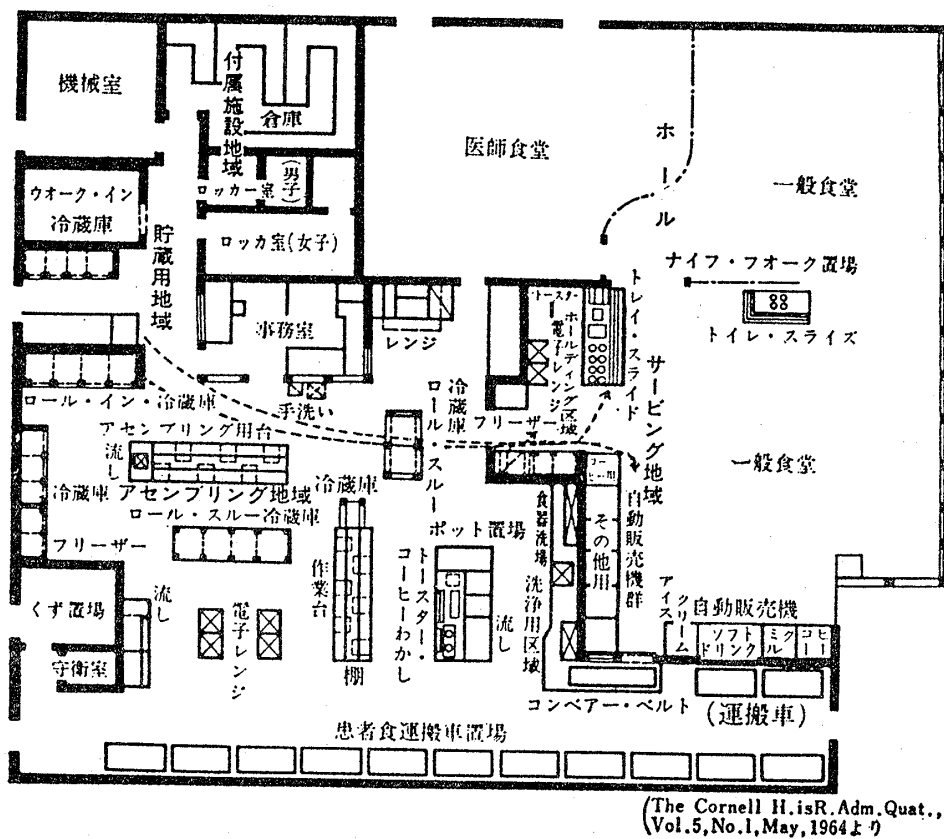 機械室
付属施設地域
倉庫
医師食堂
ホール
一般食堂
ウオーク・イン
冷蔵庫
ロッカー室
(男子)
ロッカ室(女子)
貯蔵用地域
ナイフ・フオーク置場
トイレ・スライズ
事務室
レンジ
トースター
電子レンジ
ホールディング区域
トレイ・スライド
サービング地域
ロール・イン・冷蔵庫
手洗い
冷蔵庫
ロール・スルー
フリーザー
アセンブリング用台
流し
アセンブリング地域
冷蔵庫
ロール・スルー冷蔵庫
冷蔵庫
フリーザー
一般食堂
コーヒー用
その他用
自動販売機群
食器洗場
洗浄用区域
ポット置場
トースター・
コーヒーわかし
流し
作業台
棚
電子レンジ
くず置場
流し
守衛室
アイス
クリーム
自動販売機
ソフト
ドリンク
ミルク
コーヒー
コンベアー・ベルト
(運搬車)
患者食運搬車置場
(The Cornell H.isR.Adm.Quat.,
Vol.5,No.1,May,1964より